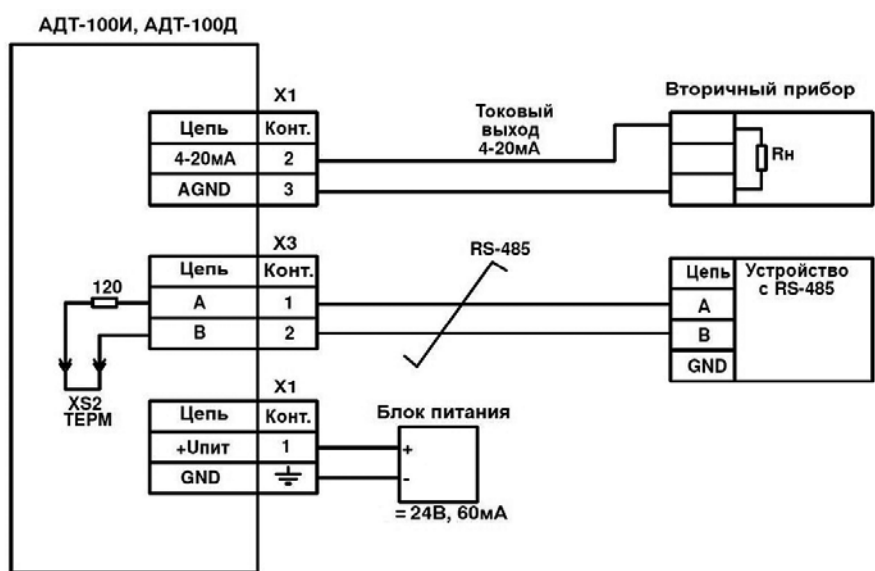 АДТ-100И, АДТ-100Д
X1
Вторичный прибор
Цепь Конт.
4-20мА 2
AGND 3
Токовый
выход
4-20мА
Rн
X3
RS-485
Цепь Конт.
A 1
B 2
120
XS2
ТЕРМ
Цепь Устройство
с RS-485
A
B
GND
X1
Блок питания
Цепь Конт.
+Uпит 1
GND
+
-
= 24В, 60мА